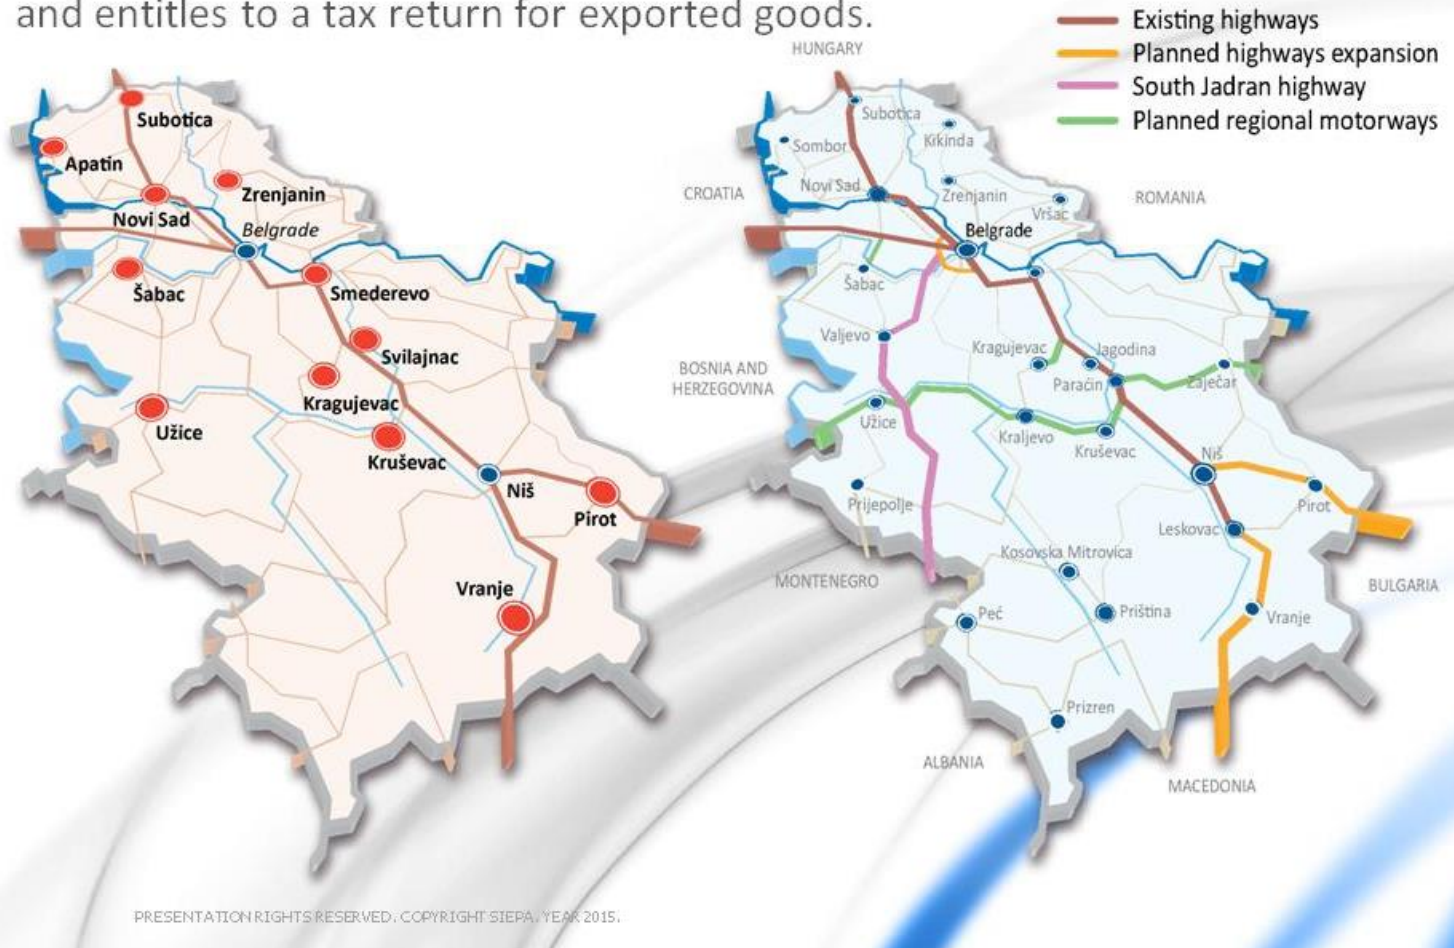 and entitles to a tax return for exported goods.
Existing highways
Planned highways expansion
South Jadran highway
Planned regional motorways
Subotica
Apatin
Zrenjanin
Novi Sad
Belgrade
Šabac
Smederevo
Svilajnac
Kragujevac
Užice
Kruševac
Niš
Pirot
Vranje
HUNGARY
Subotica
Kikinda
Sombor
Novi Sad
Zrenjanin
CROATIA
ROMANIA
Vršac
Belgrade
Šabac
Valjevo
Kragujevac
Jagodina
BOSNIA AND
HERZEGOVINA
Paraćin
Zaječar
Užice
Kraljevo
Kruševac
Niš
Prijepolje
Pirot
Leskovac
Kosovska Mitrovica
MONTENEGRO
BULGARIA
Peć
Priština
Vranje
Prizren
ALBANIA
MACEDONIA
PRESENTATION RIGHTS RESERVED. COPYRIGHT SIEPA. YEAR 2015.